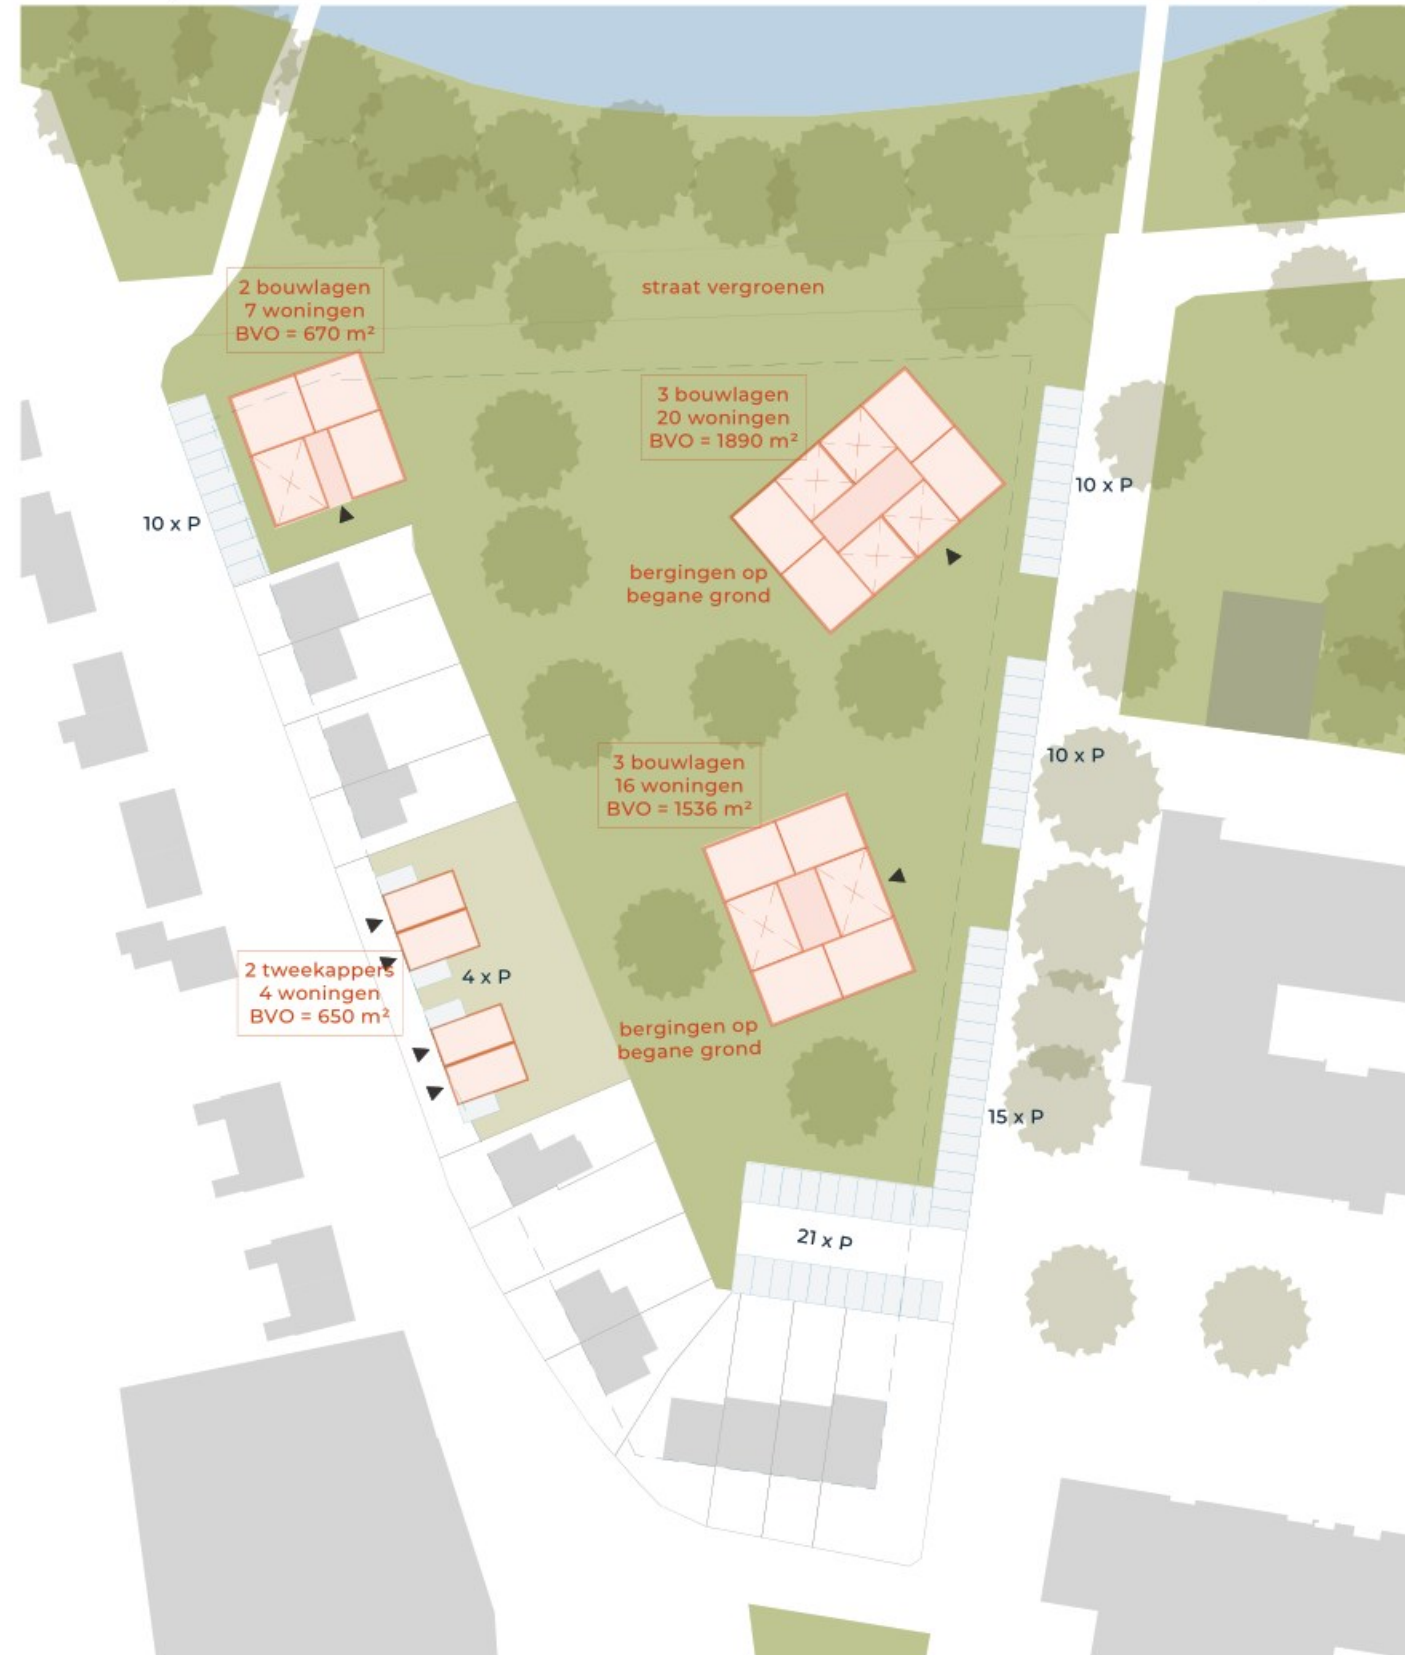 straat vergroenen
2 bouwlagen
7 woningen
BVO = 670 m²
3 bouwlagen
20 woningen
BVO = 1890 m²
10 x P
10 x P
bergingen op
begane grond
10 x P
3 bouwlagen
16 woningen
BVO = 1536 m²
2 tweekappers
4 woningen
BVO = 650 m²
4 x P
bergingen op
begane grond
15 x P
21 x P